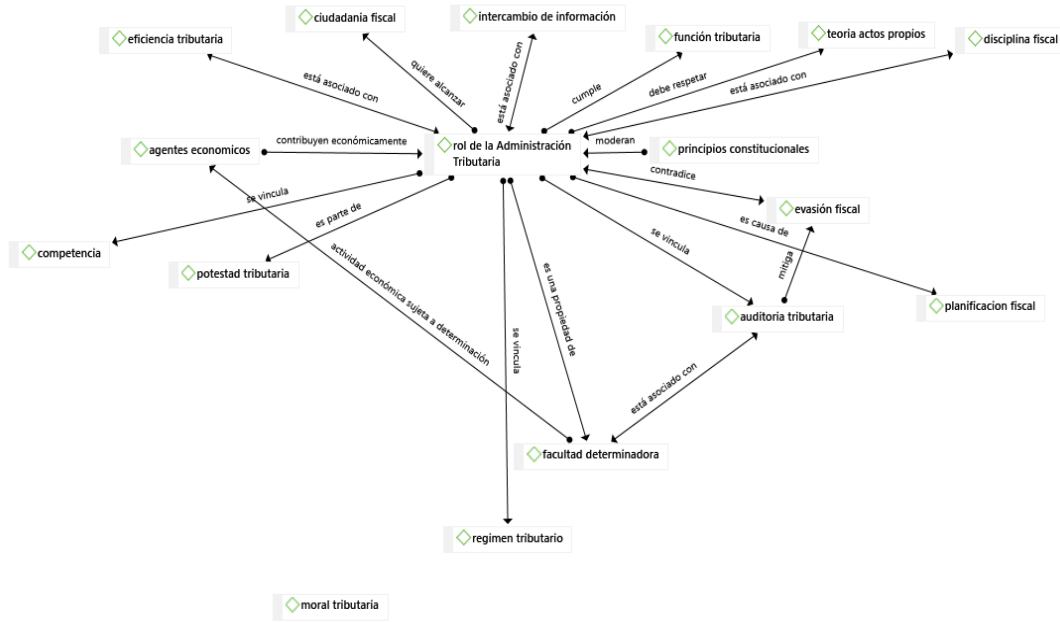 ciudadania fiscal
intercambio de información
eficiencia tributaria
función tributaria
teoria actos propios
disciplina fiscal
quiere alcanzar
está asociado con
está asociado con
cumple
debe respetar
está asociado con
agentes economicos
contribuyen económicamente
rol de la Administración
Tributaria
moderan
principios constitucionales
contradice
se vincula
es parte de
evasión fiscal
es causa de
se vincula
competencia
potestad tributaria
mitiga
actividad económica sujeta a determinación
es una propiedad de
planificacion fiscal
auditoria tributaria
se vincula
está asociado con
facultad determinadora
regimen tributario
moral tributaria